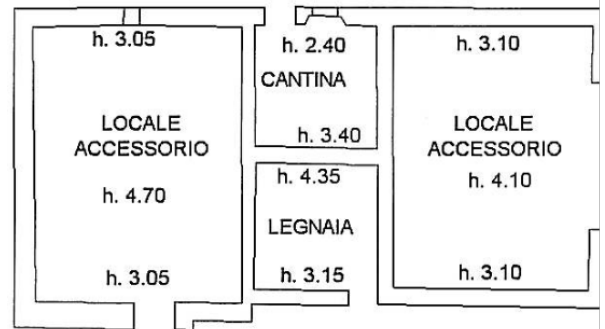 h. 3.05
LOCALE
ACCESSORIO
h. 4.70
h. 3.05
h. 2.40
CANTINA
h. 3.40
h. 4.35
LEGNAIA
h. 3.15
h. 3.10
LOCALE
ACCESSORIO
h. 4.10
h. 3.10